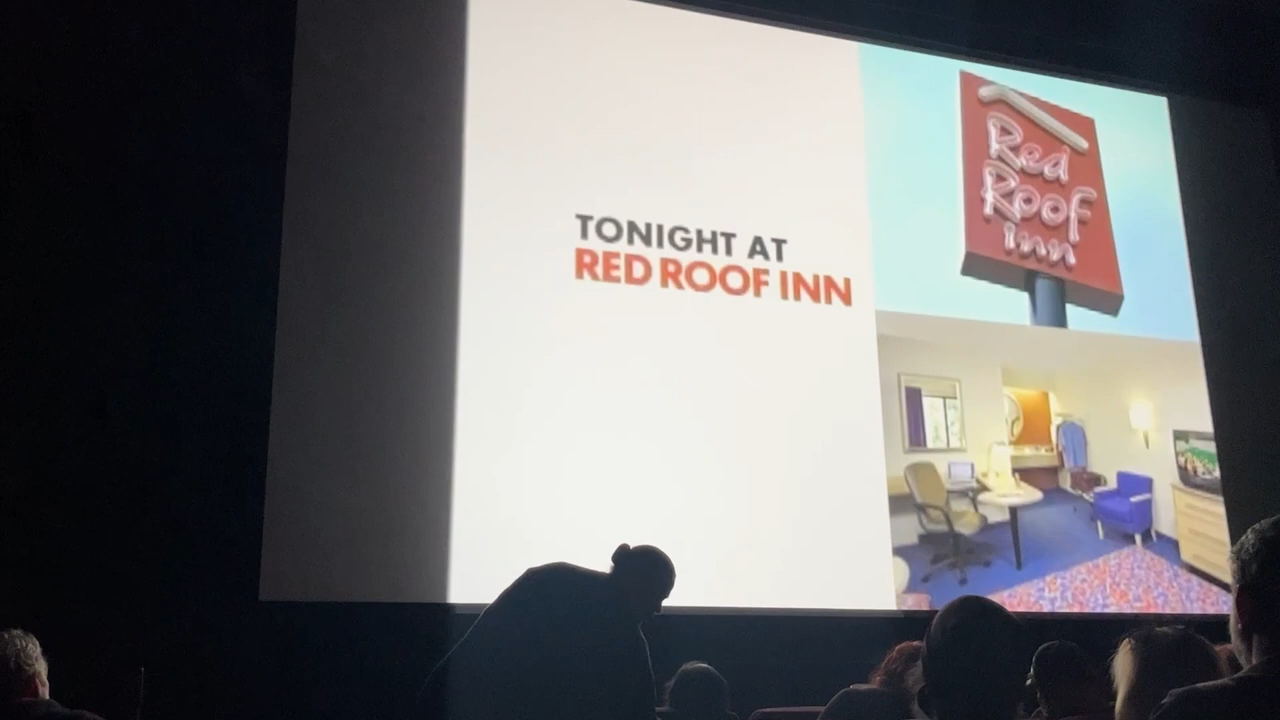 TONIGHT AT
RED ROOF INN
Red
Roof
inn